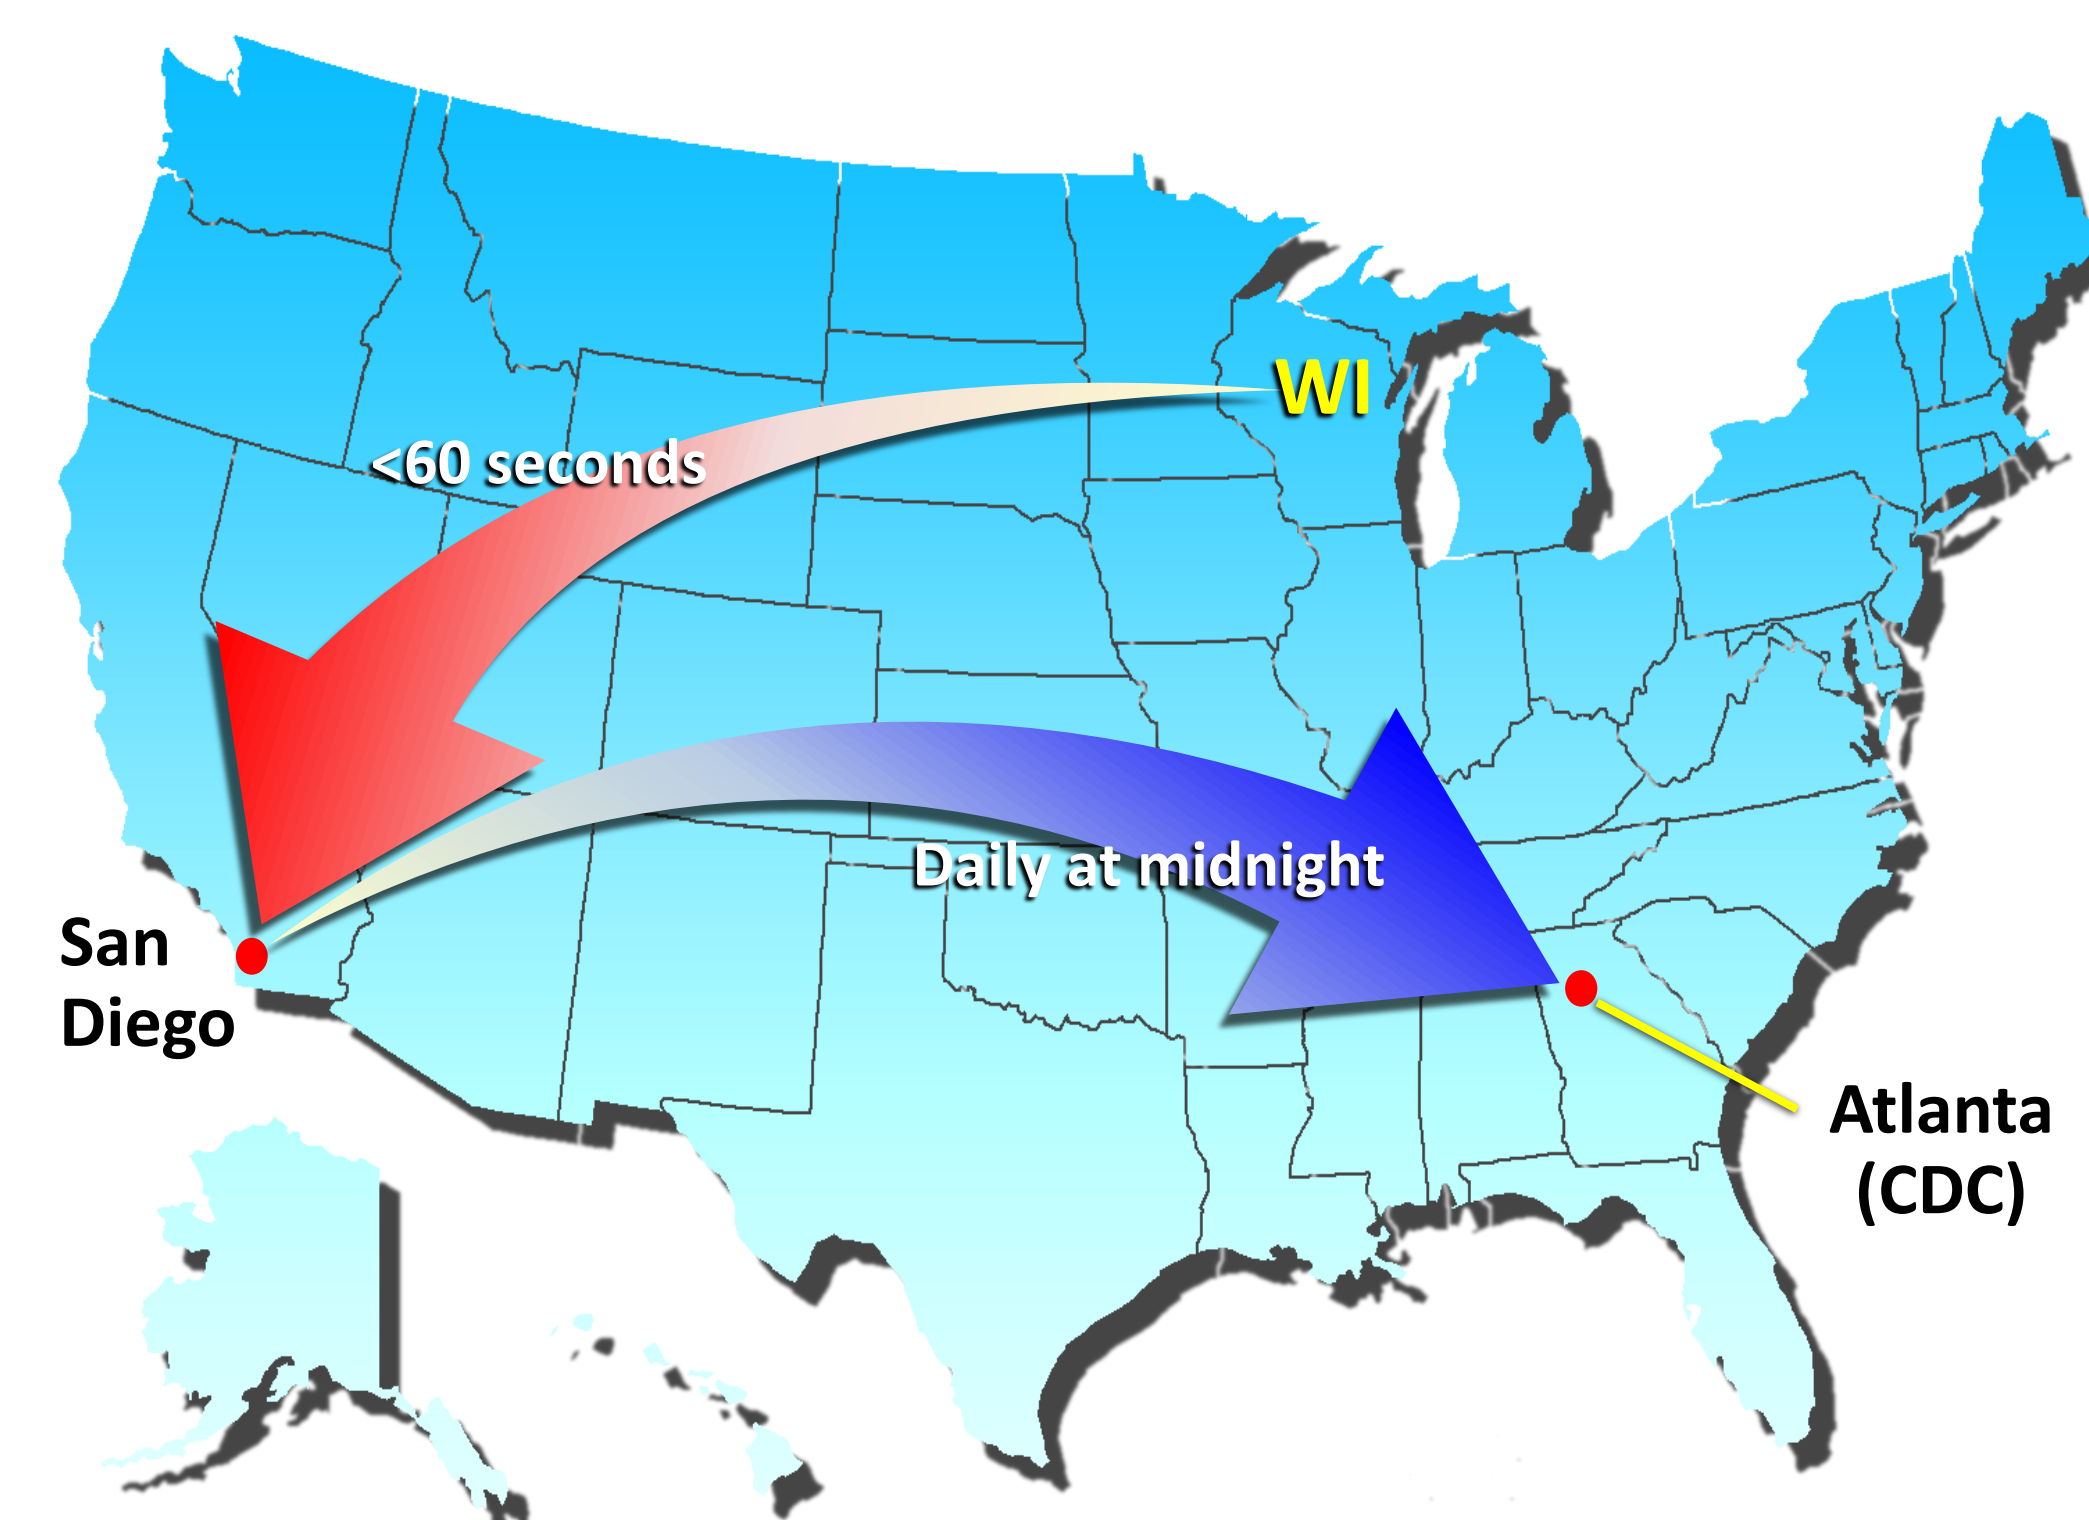 WI
<60 seconds
Daily at midnight
San
Diego
Atlanta
(CDC)